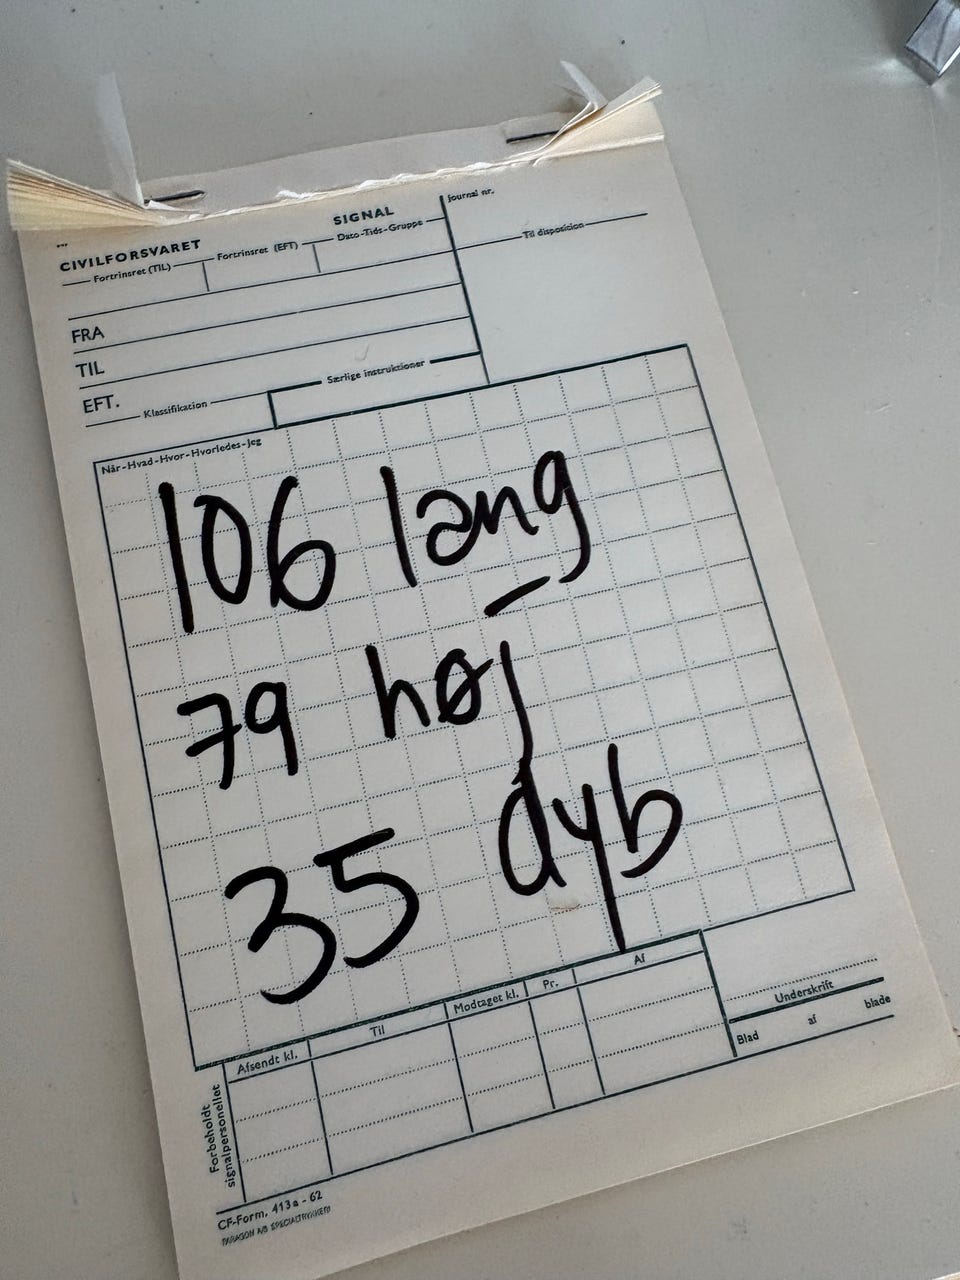 SIGNAL
Journal nr.
CIVILFORSVARET
Fortrinsret (TIL) Fortrinsret (EFT) Dato-Tids-Gruppe
Til disposition
FRA
TIL
EFT.
Klassifikation
Særlige instruktioner
Når-Hvad-Hvor-Hvorledes-Jeg
106 lang
79 høj
35 dyb
Afsendt kl. Til Modtaget kl. Pr. Af
Underskrift
Blad af blade
Forbeholdt
signalpersonellet
CF-Form. 413a - 62
PARAGON A/S SPECIALTRYKKERI